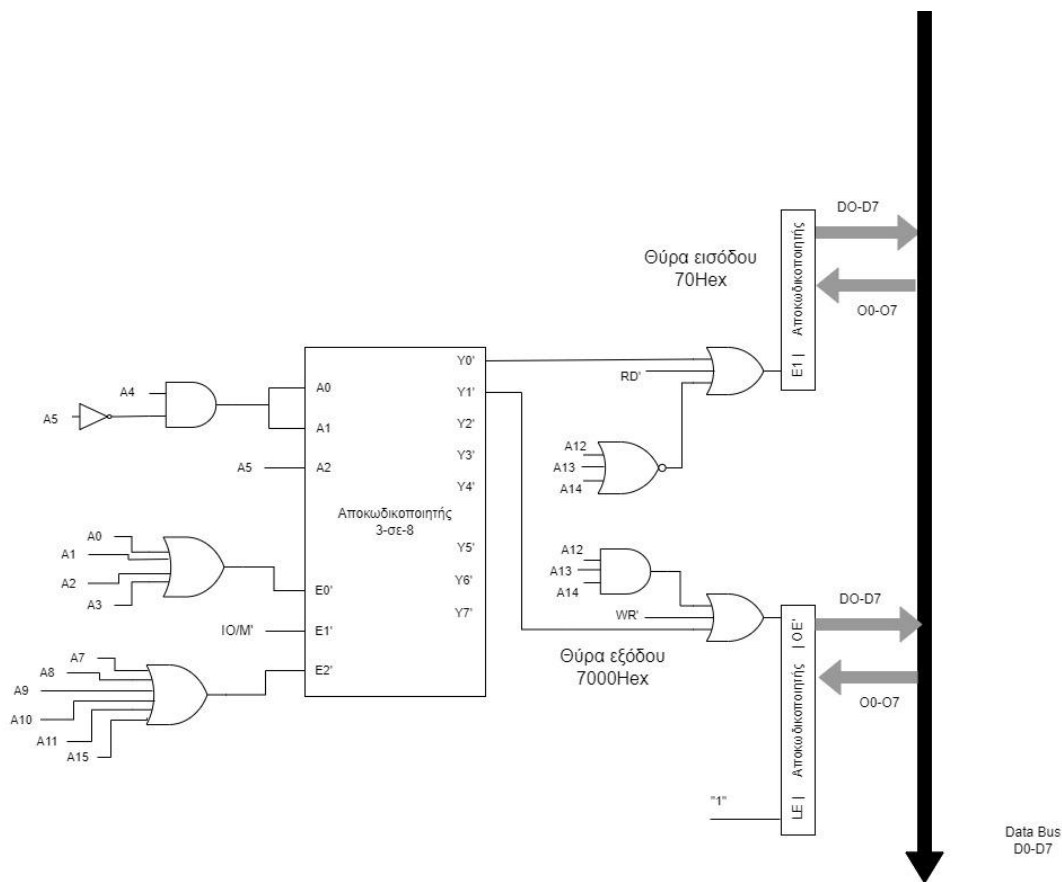 DO-D7
Αποκωδικοποιητής
E1 |
Θύρα εισόδου
70Hex
O0-O7
Y0'
RD'
A4
A0
Y1'
A5
A1
Y2'
A12
A5
A2
Y3'
A13
Y4'
A14
Αποκωδικοποιητής
3-σε-8
A0
Y5'
A12
A1
A13
A2
E0'
Y6'
A14
DO-D7
A3
Y7'
WR'
| OE'
IO/M'
E1'
Θύρα εξόδου
7000Hex
Αποκωδικοποιητής
A7
A8
E2'
A9
O0-O7
A10
A11
A15
"1"
LE |
Data Bus
D0-D7